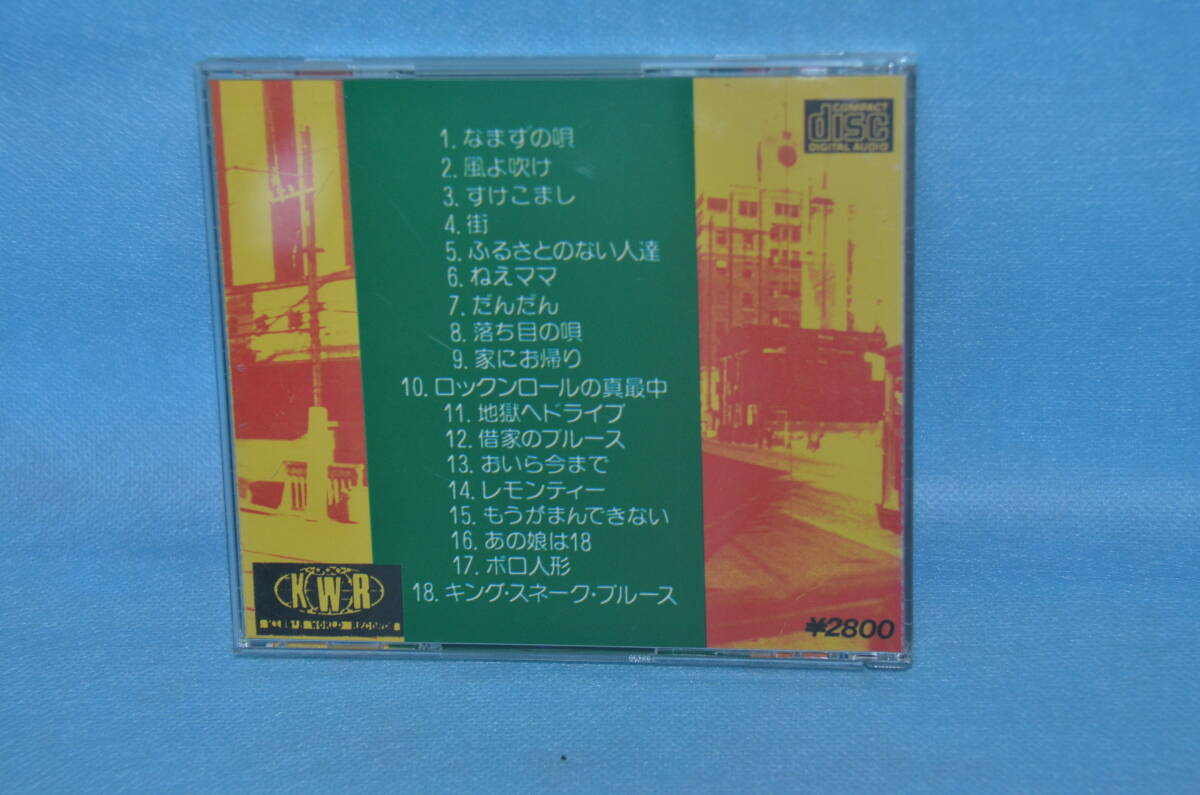 1. なまずの唄
2. 風よ吹け
3. すけこまし
4. 街
5. ふるさとのない人達
6. ねえママ
7. だんだん
8. 落ち目の唄
9. 家にお帰り
10. ロックンロールの真最中
11. 地獄へドライブ
12. 借家のブルース
13. おいら今まで
14. レモンティー
15. もうがまんできない
16. あの娘は18
17. ボロ人形
18. キング・スネーク・ブルース
COMPACT
disc
DIGITAL AUDIO
KWR
WORLD RECORDS
¥2800